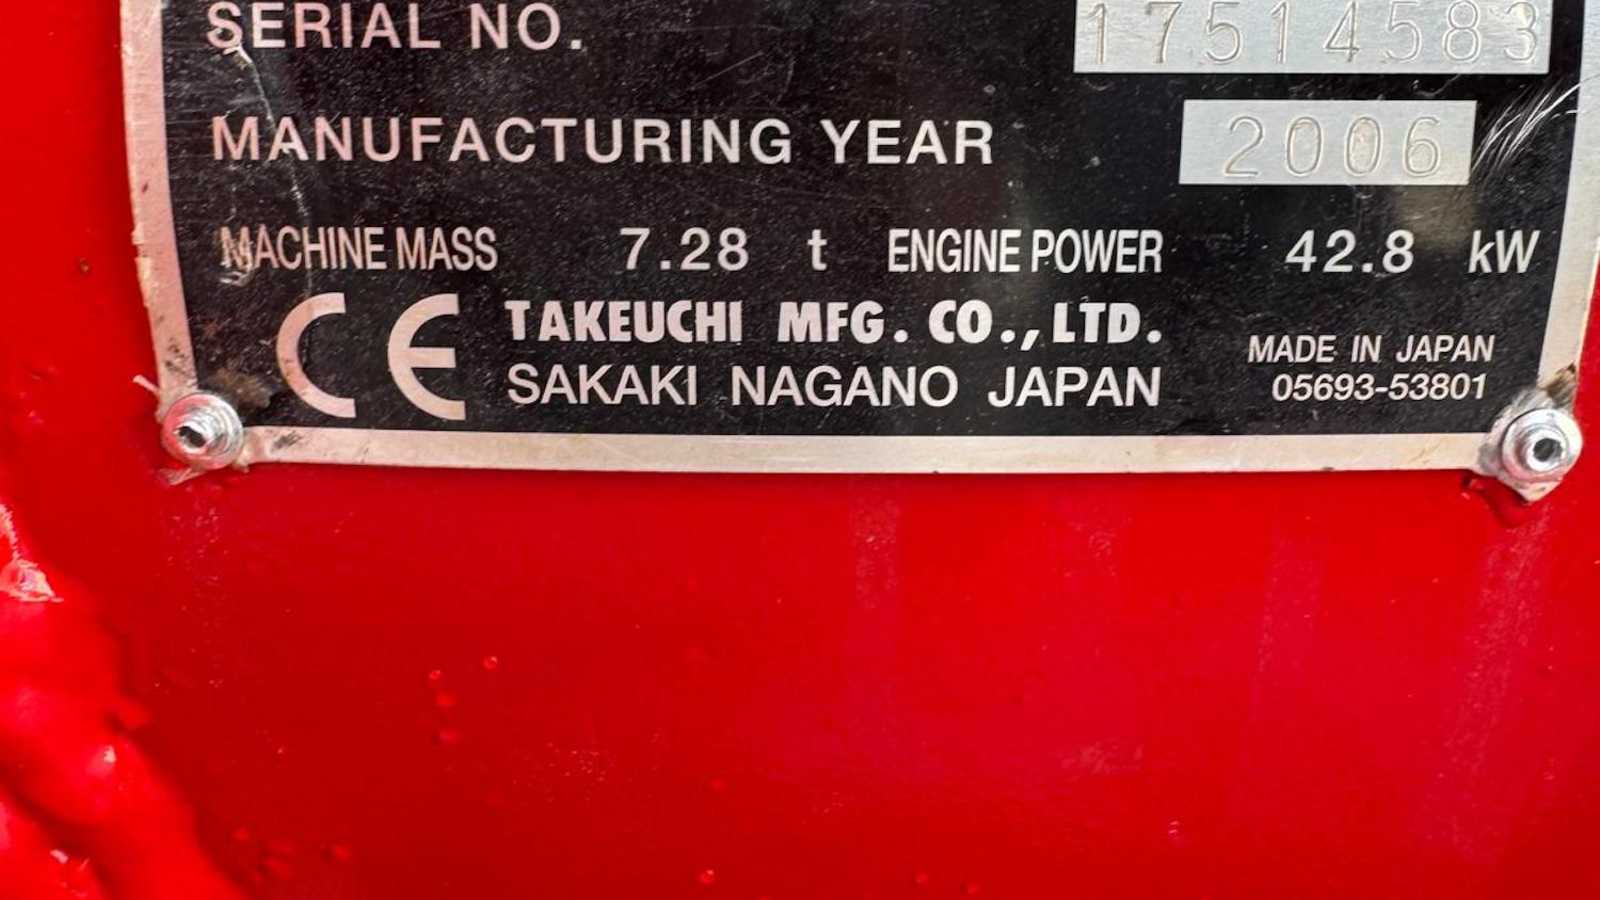 SERIAL NO. 17514583
MANUFACTURING YEAR 2006
MACHINE MASS 7.28 t ENGINE POWER 42.8 kW
CE TAKEUCHI MFG. CO., LTD.
SAKAKI NAGANO JAPAN
MADE IN JAPAN
05693-53801